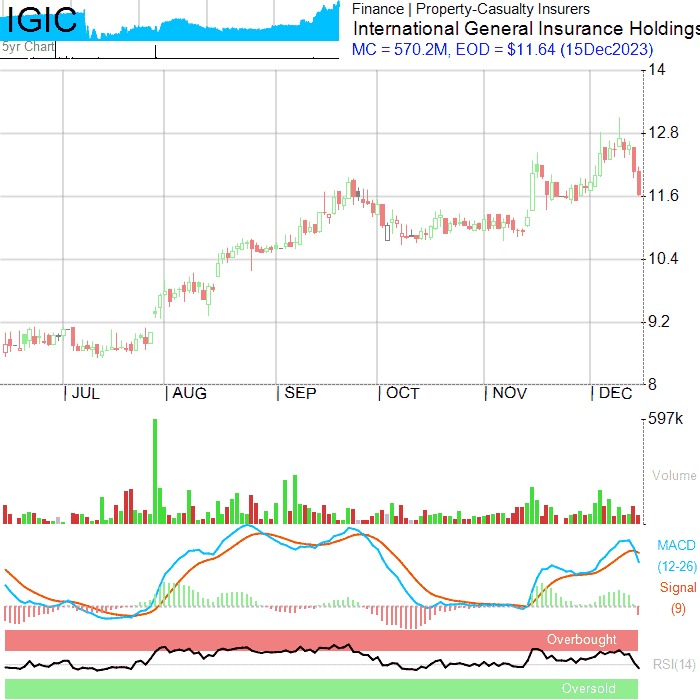 IGIC
5yr Chart
Finance | Property-Casualty Insurers
International General Insurance Holdings
MC = 570.2M, EOD = $11.64 (15Dec2023)
14
12.8
11.6
10.4
9.2
8
JUL
AUG
SEP
OCT
NOV
DEC
597k
Volume
MACD
(12-26)
Signal
(9)
Overbought
RSI(14)
Oversold